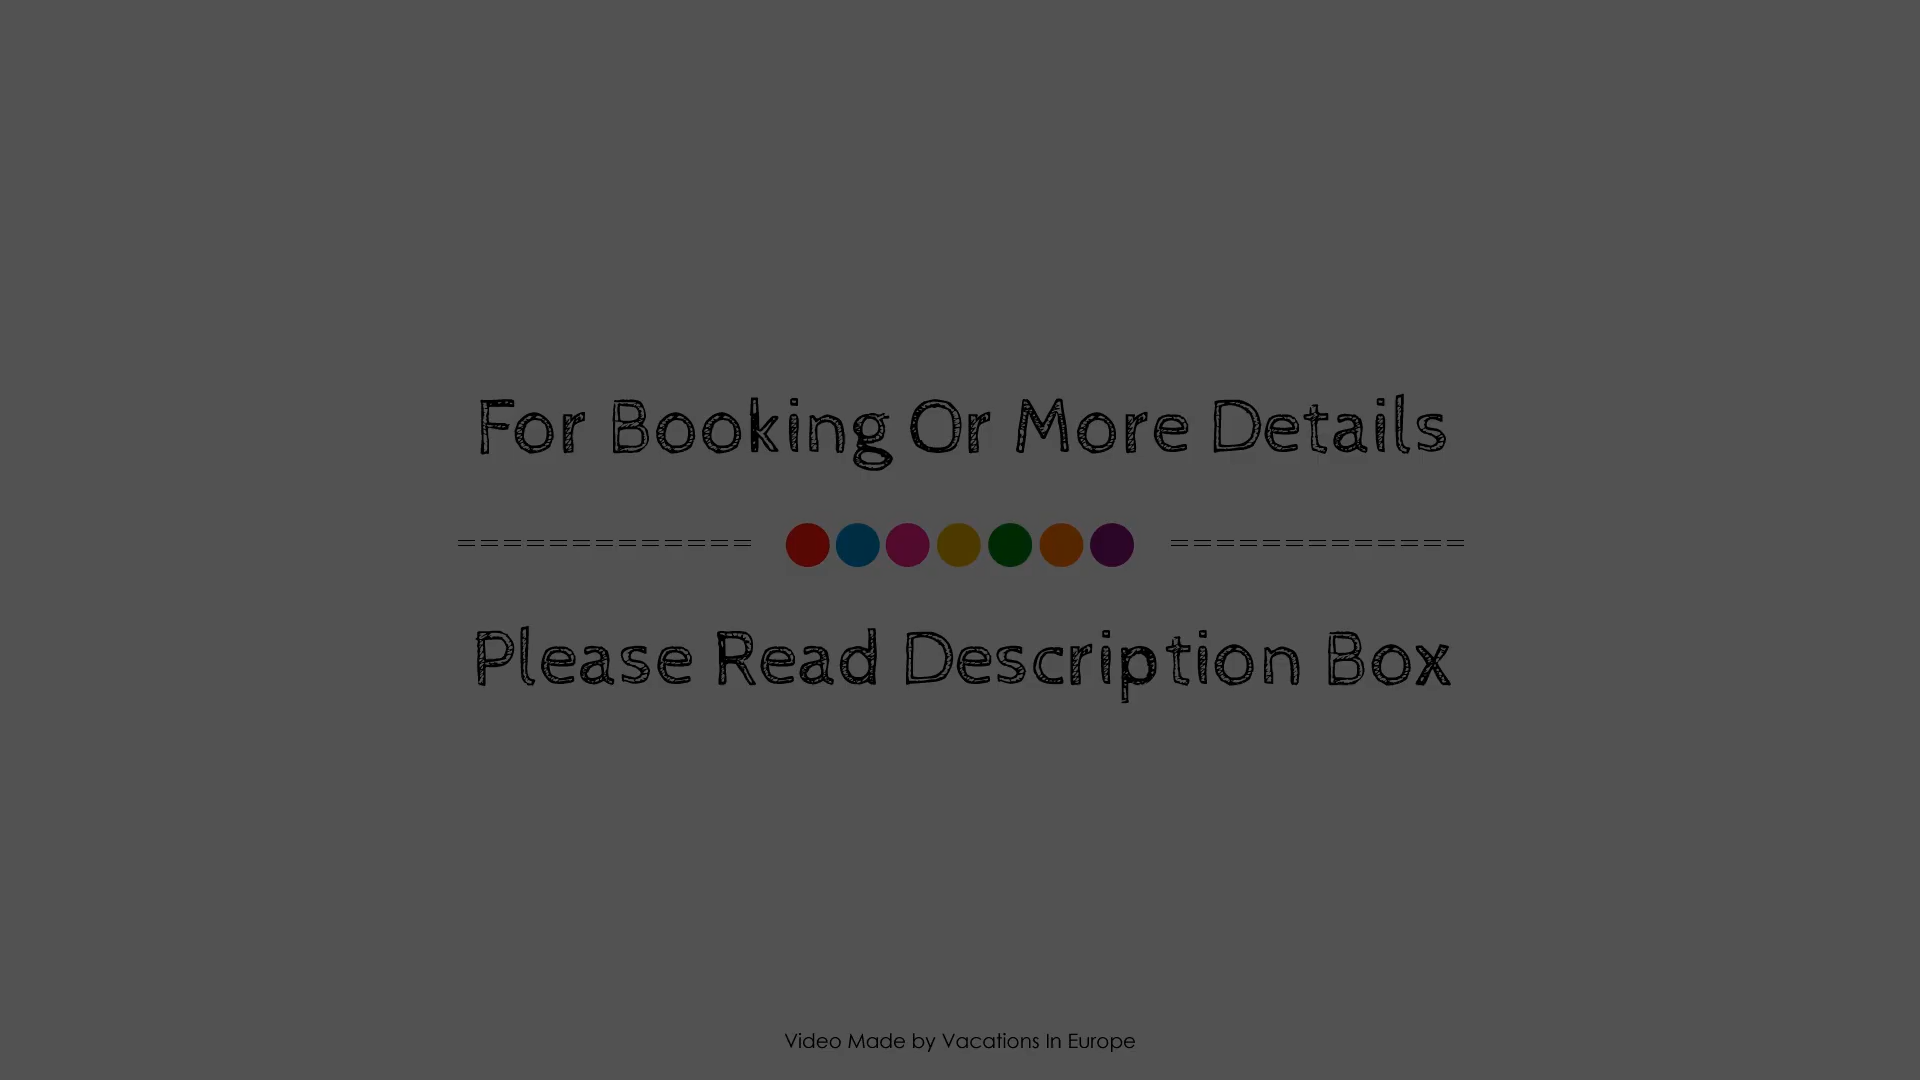 For Booking Or More Details
============= =============
Please Read Description Box
Video Made by Vacations In Europe